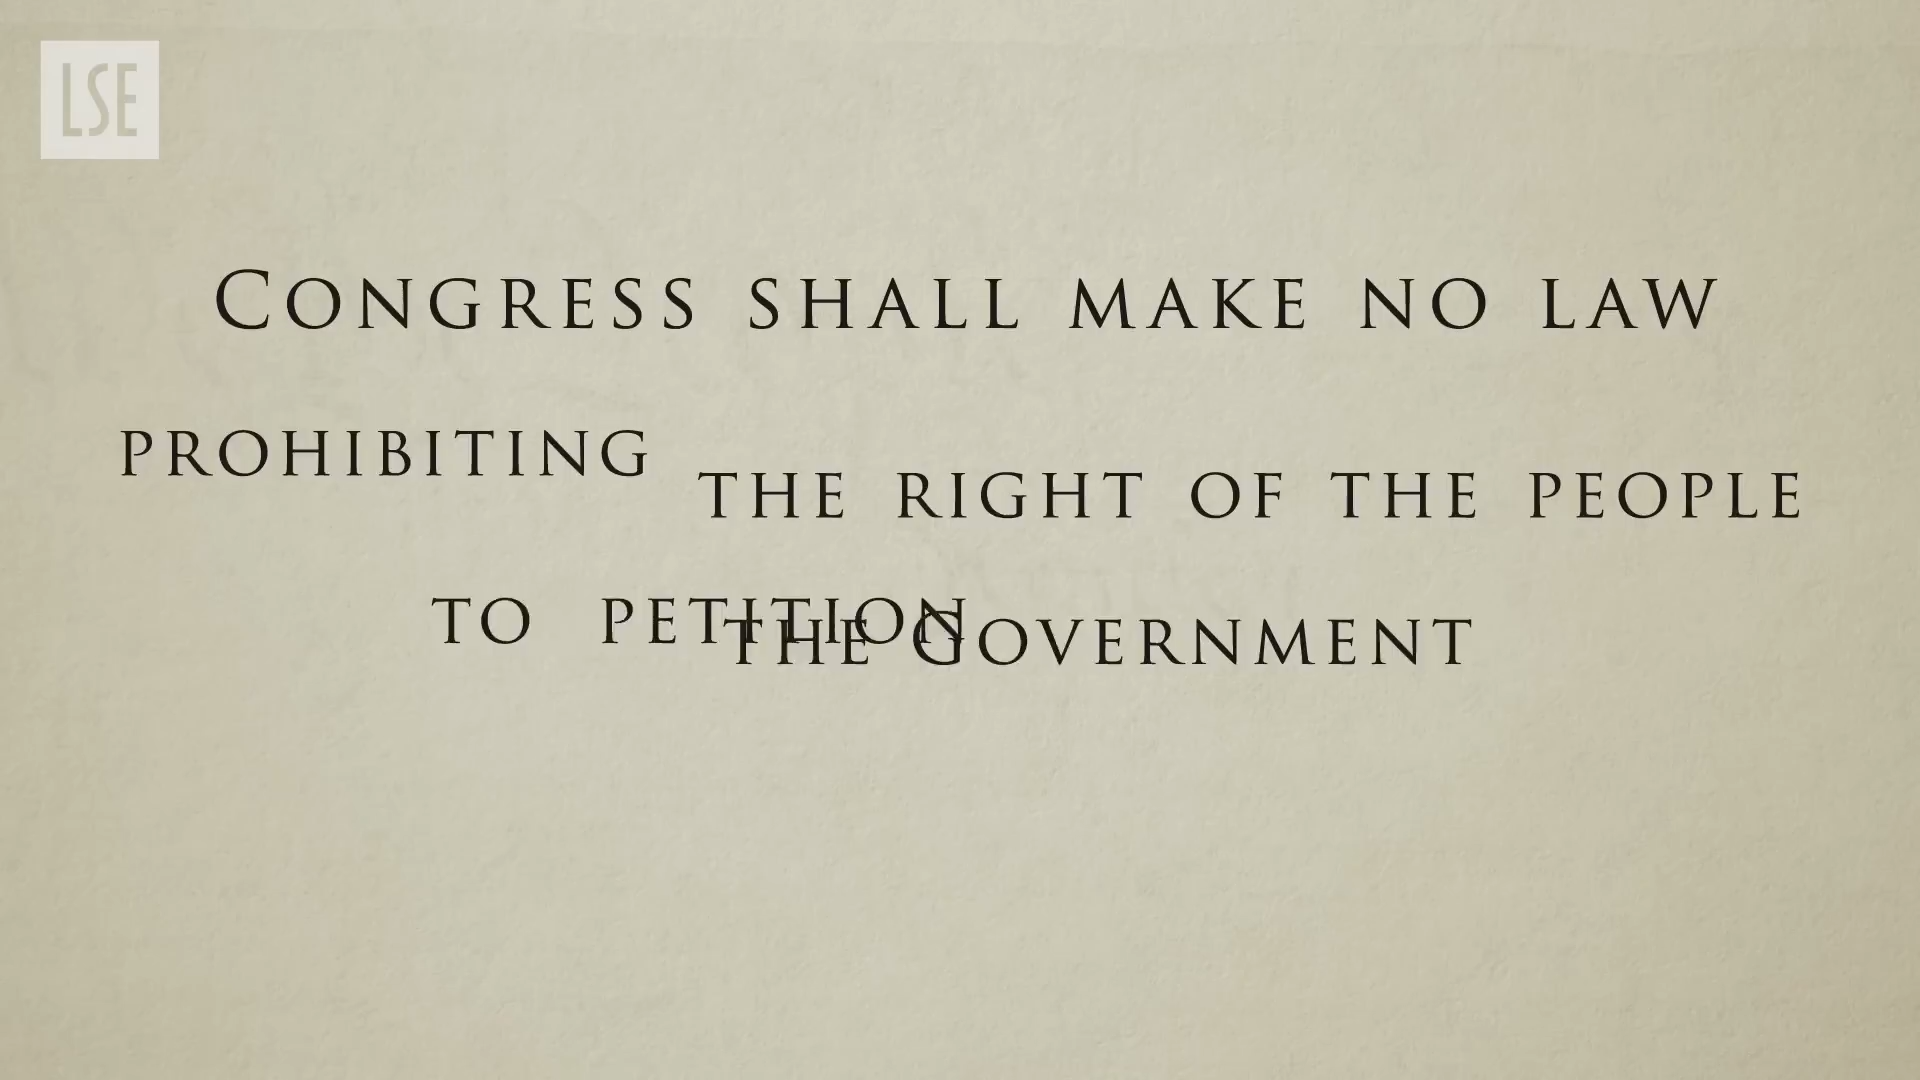 LSE
Congress shall make no law
prohibiting
the right of the people
to petition
the Government